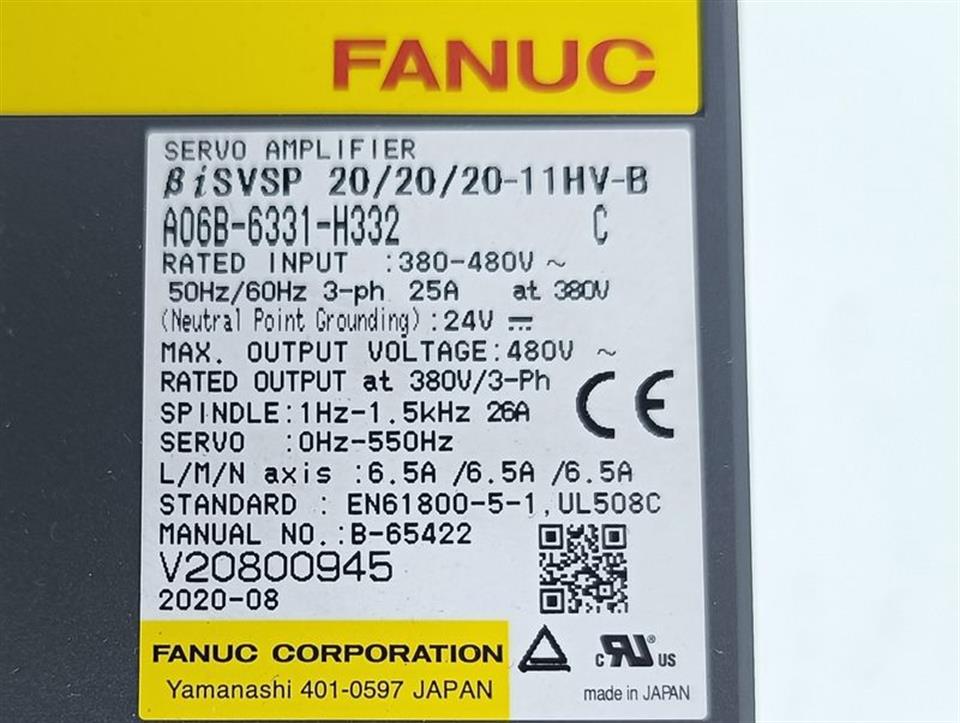 FANUC
SERVO AMPLIFIER
βiSVSP 20/20/20-11HV-B
A06B-6331-H332 C
RATED INPUT :380-480V ~
50Hz/60Hz 3-ph 25A at 380V
(Neutral Point Grounding):24V ⎓
MAX. OUTPUT VOLTAGE:480V ~
RATED OUTPUT at 380V/3-Ph
SPINDLE:1Hz-1.5kHz 26A
SERVO :0Hz-550Hz
L/M/N axis :6.5A /6.5A /6.5A
STANDARD : EN61800-5-1,UL508C
MANUAL NO.:B-65422
V20800945
2020-08
CE
FANUC CORPORATION
Yamanashi 401-0597 JAPAN
c RU® US
made in JAPAN